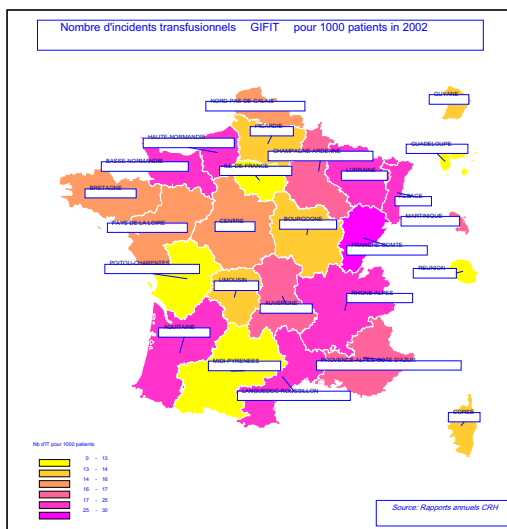 Nombre d'incidents transfusionnels GIFIT pour 1000 patients in 2002
GUYANE
NORD-PAS-DE-CALAIS
PICARDIE
HAUTE-NORMANDIE
GUADELOUPE
CHAMPAGNE-ARDENNE
BASSE-NORMANDIE
ILE-DE-FRANCE
LORRAINE
BRETAGNE
ALSACE
MARTINIQUE
PAYS DE LA LOIRE
CENTRE
BOURGOGNE
FRANCHE-COMTE
POITOU-CHARENTES
REUNION
LIMOUSIN
RHONE-ALPES
AUVERGNE
AQUITAINE
MIDI-PYRENEES
PROVENCE-ALPES-COTE D'AZUR
LANGUEDOC-ROUSSILLON
CORSE
Nb d'IT pour 1000 patients
0 - 13
13 - 14
14 - 16
16 - 17
17 - 25
25 - 30
Source: Rapports annuels CRH